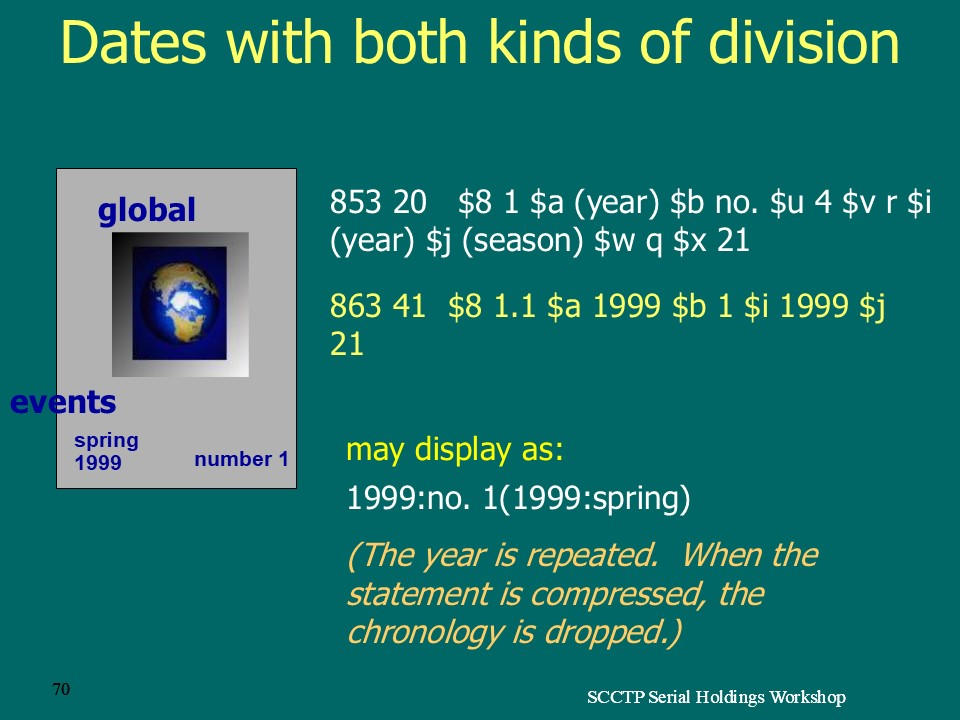 Dates with both kinds of division
global
events
spring
1999
number 1
853 20 $8 1 $a (year) $b no. $u 4 $v r $i
(year) $j (season) $w q $x 21
863 41 $8 1.1 $a 1999 $b 1 $i 1999 $j
21
may display as:
1999:no. 1(1999:spring)
(The year is repeated. When the
statement is compressed, the
chronology is dropped.)
70
SCCTP Serial Holdings Workshop